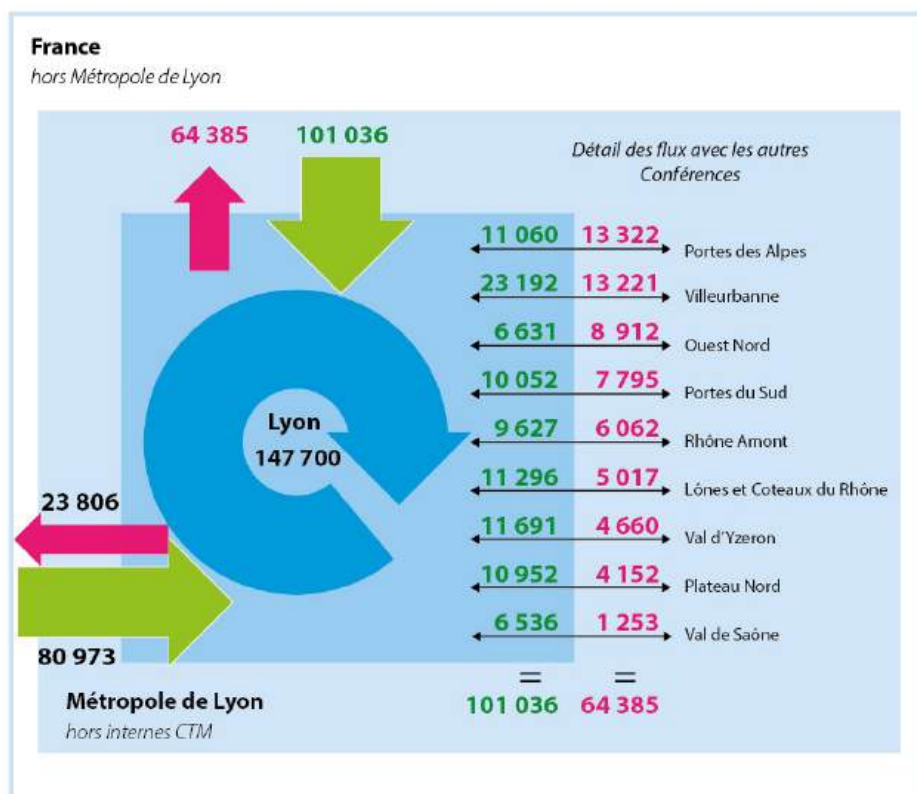 France
hors Métropole de Lyon
64 385
101 036
Détail des flux avec les autres
Conférences
11 060 13 322 Portes des Alpes
23 192 13 221 Villeurbanne
6 631 8 912 Ouest Nord
10 052 7 795 Portes du Sud
9 627 6 062 Rhône Amont
11 296 5 017 Lônes et Coteaux du Rhône
11 691 4 660 Val d'Yzeron
10 952 4 152 Plateau Nord
6 536 1 253 Val de Saône
= =
101 036 64 385
Lyon
147 700
23 806
80 973
Métropole de Lyon
hors internes CTM